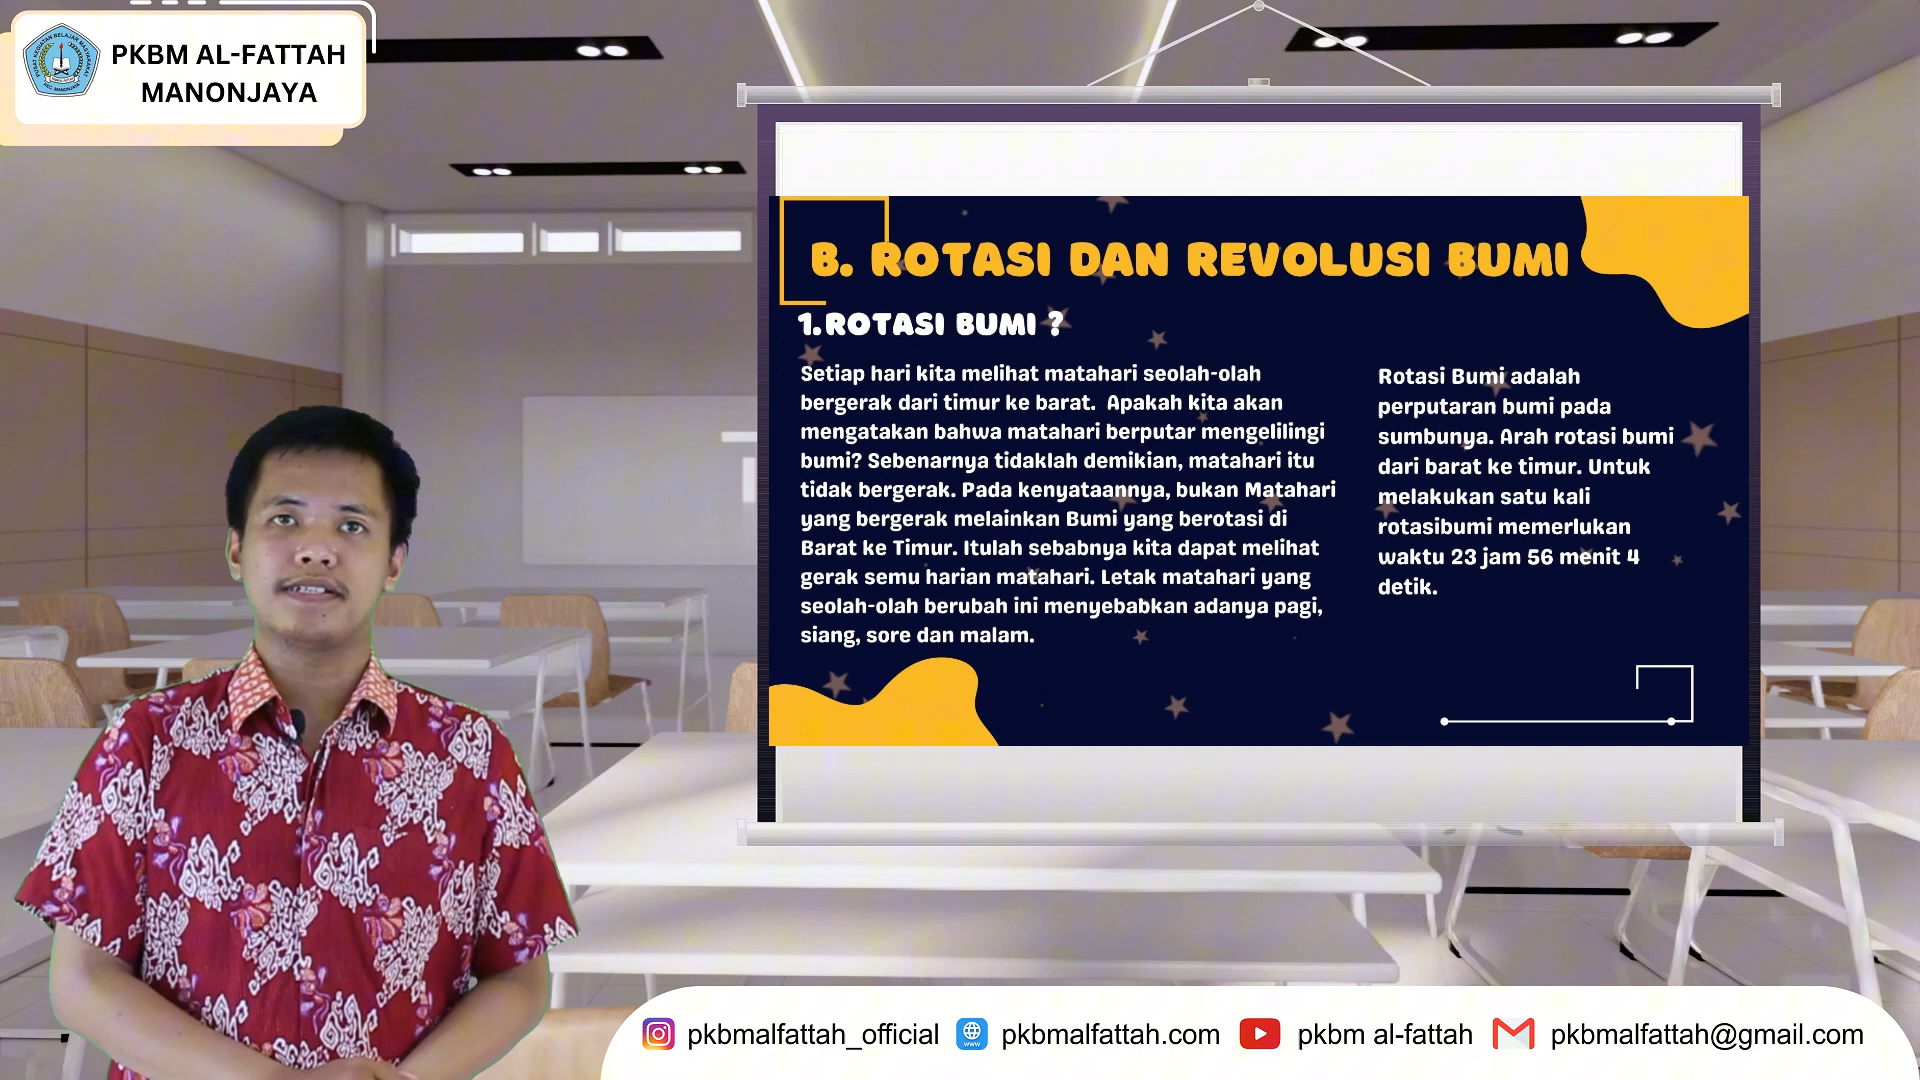 PKBM AL-FATTAH
MANONJAYA
B. ROTASI DAN REVOLUSI BUMI
1.ROTASI BUMI ?
Setiap hari kita melihat matahari seolah-olah
bergerak dari timur ke barat.  Apakah kita akan
mengatakan bahwa matahari berputar mengelilingi
bumi? Sebenarnya tidaklah demikian, matahari itu
tidak bergerak. Pada kenyataannya, bukan Matahari
yang bergerak melainkan Bumi yang berotasi di
Barat ke Timur. Itulah sebabnya kita dapat melihat
gerak semu harian matahari. Letak matahari yang
seolah-olah berubah ini menyebabkan adanya pagi,
siang, sore dan malam.
Rotasi Bumi adalah
perputaran bumi pada
sumbunya. Arah rotasi bumi
dari barat ke timur. Untuk
melakukan satu kali
rotasibumi memerlukan
waktu 23 jam 56 menit 4
detik.
pkbmalfattah_official
pkbmalfattah.com
pkbm al-fattah
pkbmalfattah@gmail.com